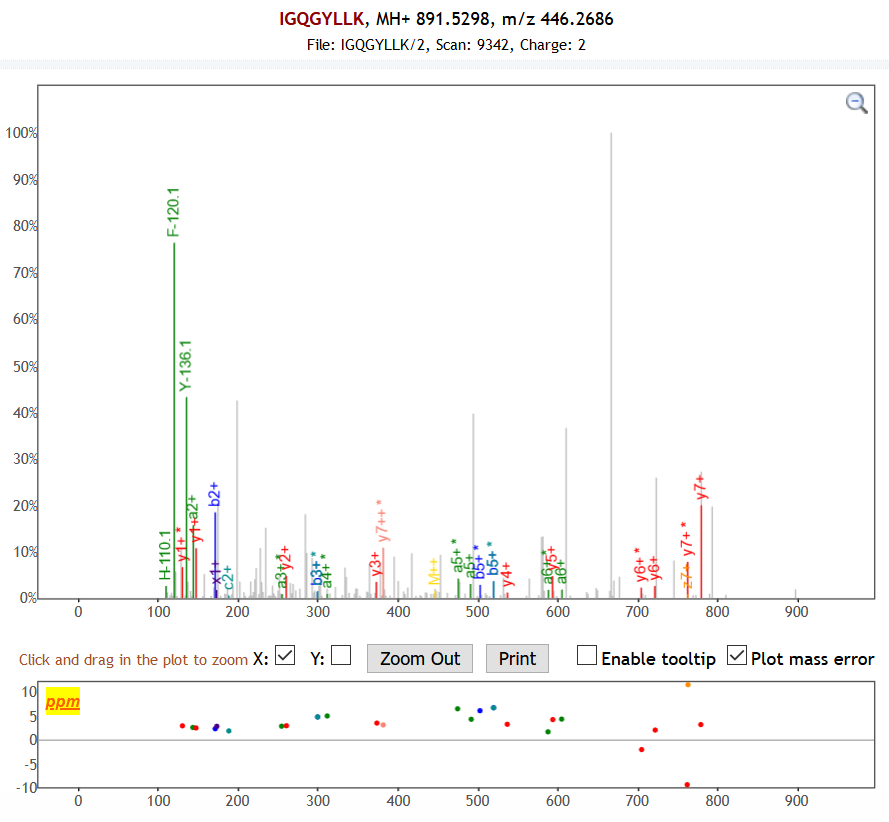 IGQGYLLK, MH+ 891.5298, m/z 446.2686
File: IGQGYLLK/2, Scan: 9342, Charge: 2
100%
90%
80%
70%
60%
50%
40%
30%
20%
10%
0%
H-110.1
F-120.1
y1+*
Y-136.1
a2+
y1+
b2+
x1+
c2+
a3+*
y2+
b3+*
a4+*
y3+
y7++*
M+
a5+*
a5+
b5+*
b5+*
y4+
a6+*
y5+
a6+
y6+*
y6+
y7+*
z7+
y7+
0 100 200 300 400 500 600 700 800 900
Click and drag in the plot to zoom X: Y: Zoom Out Print Enable tooltip Plot mass error
ppm
10
5
0
-5
-10
0 100 200 300 400 500 600 700 800 900